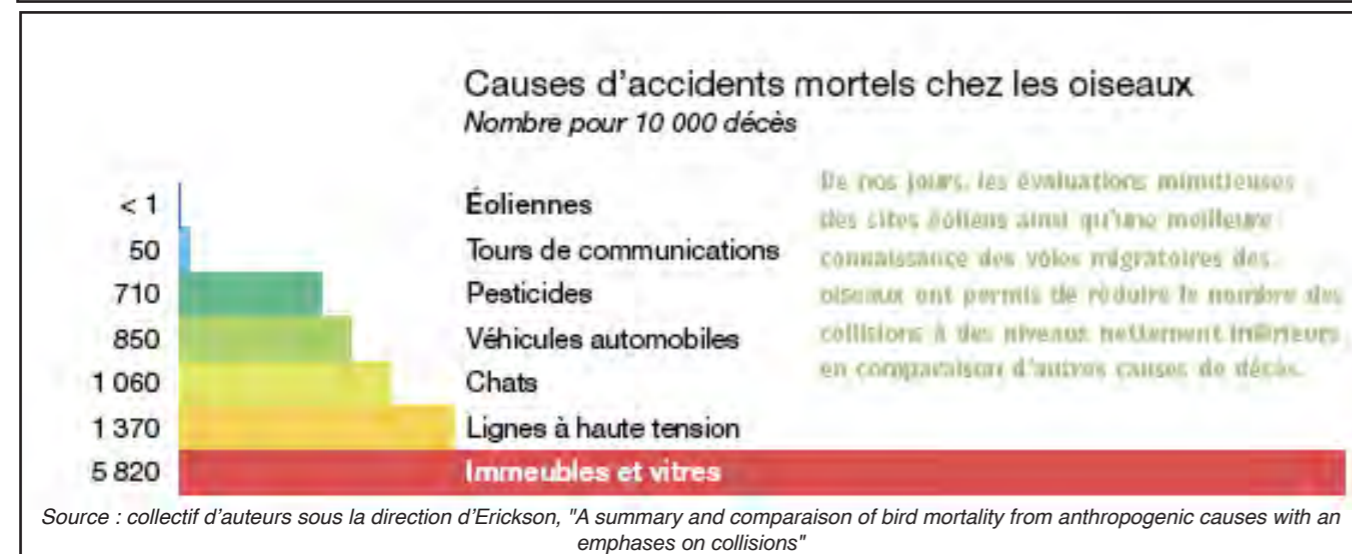 Causes d'accidents mortels chez les oiseaux
Nombre pour 10 000 décès
< 1 Éoliennes
50 Tours de communications
710 Pesticides
850 Véhicules automobiles
1 060 Chats
1 370 Lignes à haute tension
5 820 Immeubles et vitres
De nos jours, les évaluations minutieuses
des sites éoliens ainsi qu'une meilleure
connaissance des voies migratoires des
oiseaux ont permis de réduire le nombre des
collisions à des niveaux nettement inférieurs
en comparaison d'autres causes de décès.
Source : collectif d'auteurs sous la direction d'Erickson, "A summary and comparaison of bird mortality from anthropogenic causes with an
emphases on collisions"